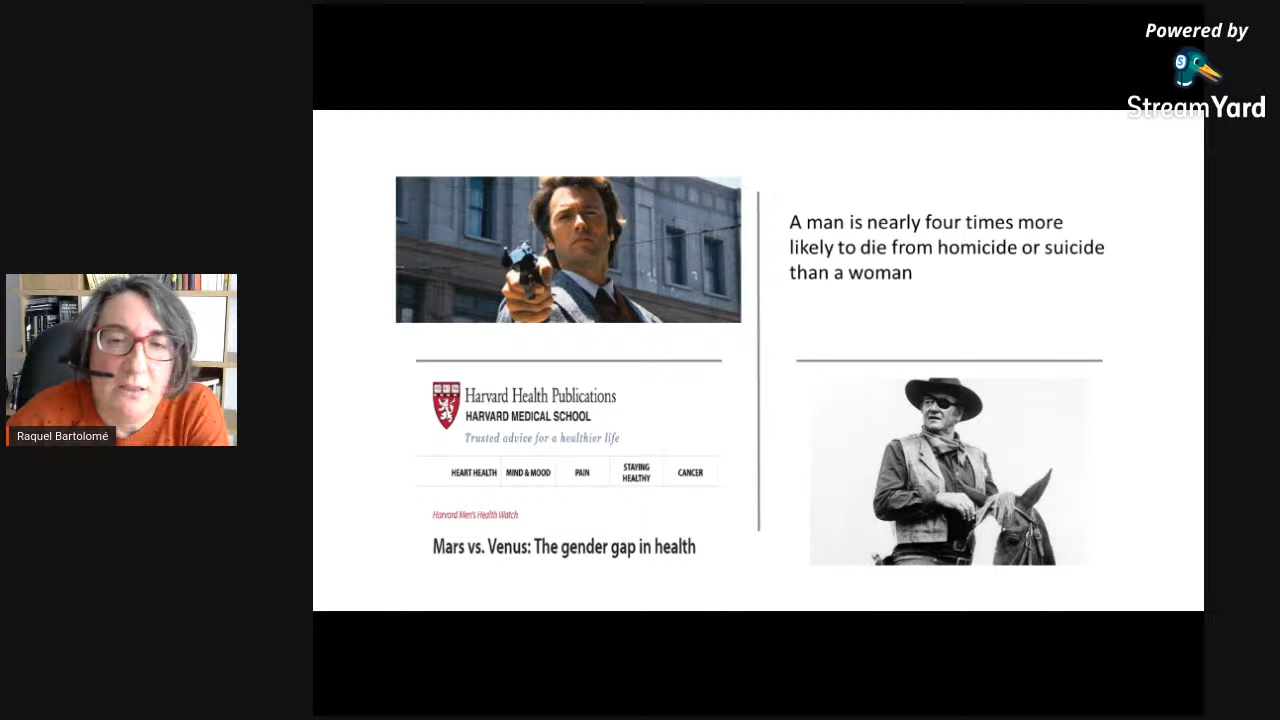 Powered by
StreamYard
A man is nearly four times more
likely to die from homicide or suicide
than a woman
Harvard Health Publications
HARVARD MEDICAL SCHOOL
Trusted advice for a healthier life
HEART HEALTH
MIND & MOOD
PAIN
STAYING
HEALTHY
CANCER
Harvard Men's Health Watch
Mars vs. Venus: The gender gap in health
Raquel Bartolomé